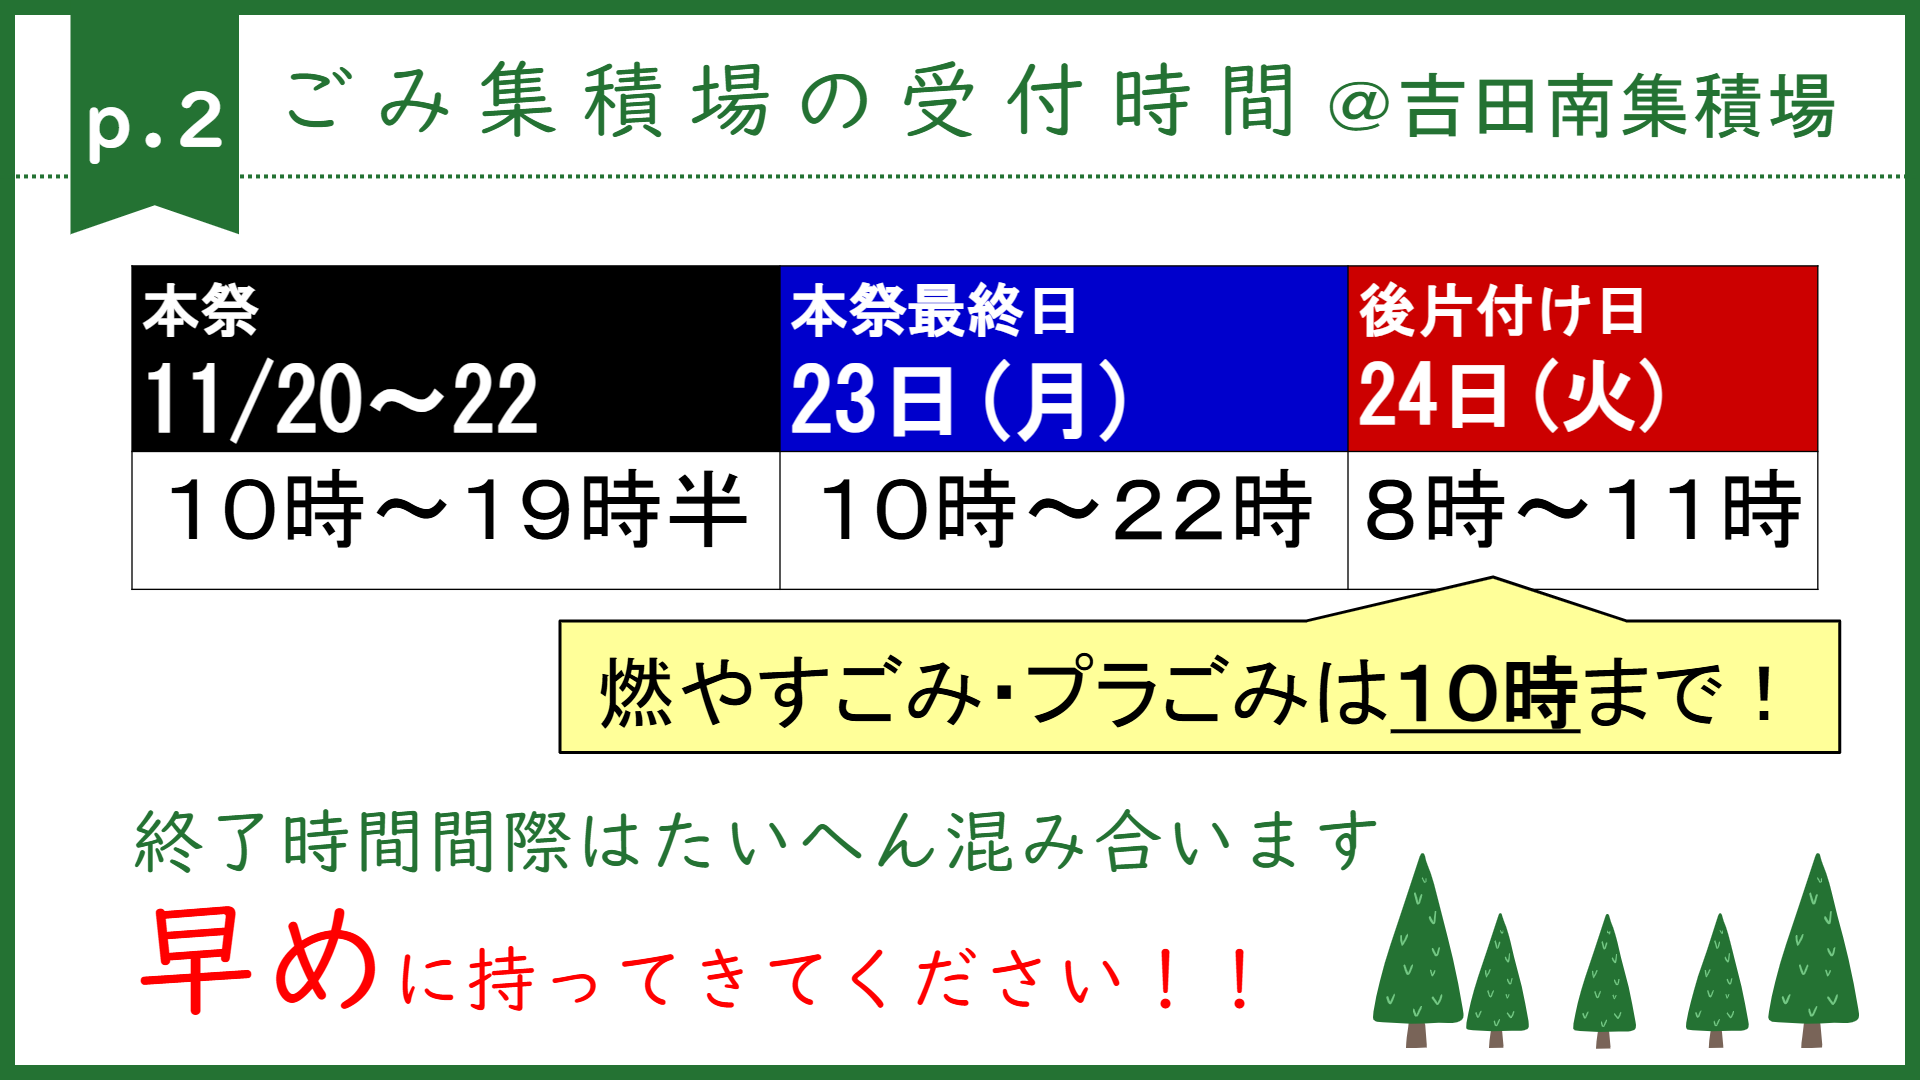 p.2
ごみ集積場の受付時間@吉田南集積場
本祭
11/20～22
本祭最終日
23日(月)
後片付け日
24日(火)
１０時～１９時半
１０時～２２時
８時～１１時
燃やすごみ・プラごみは１０時まで！
終了時間間際はたいへん混み合います
早めに持ってきてください！！